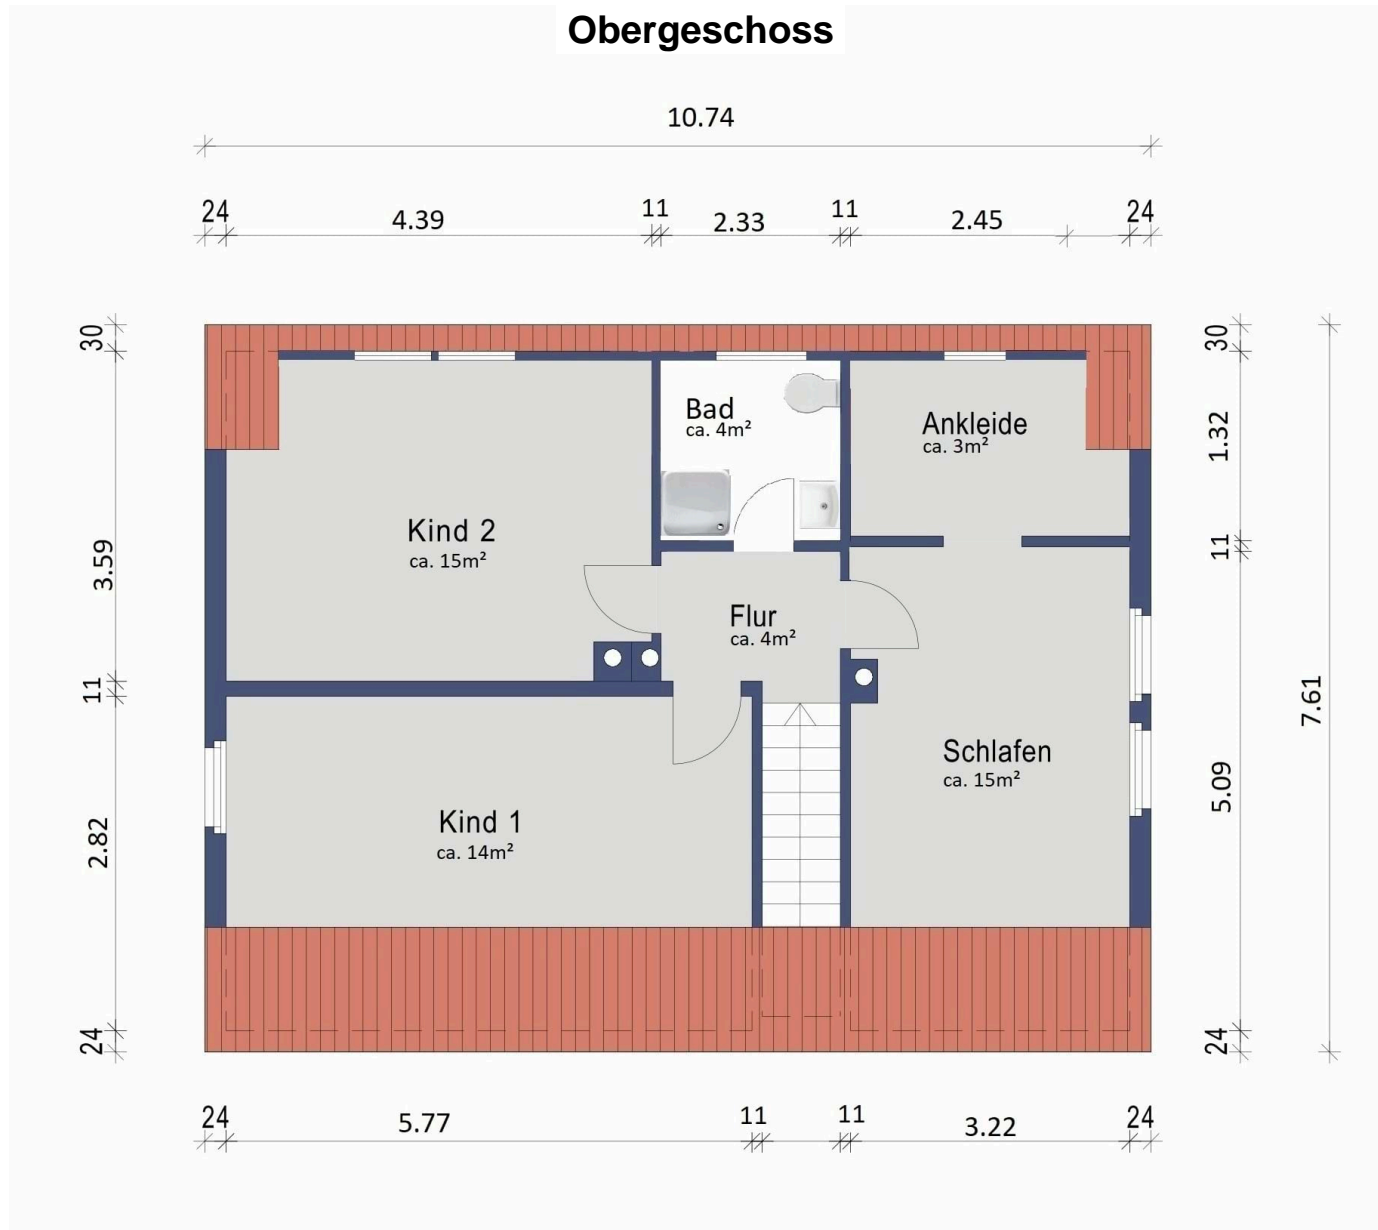 Obergeschoss
10.74
24
4.39
11
2.33
11
2.45
24
30
3.59
11
2.82
24
Bad
ca. 4m²
Ankleide
ca. 3m²
Kind 2
ca. 15m²
Flur
ca. 4m²
Schlafen
ca. 15m²
Kind 1
ca. 14m²
30
1.32
11
5.09
24
7.61
24
5.77
11
11
3.22
24